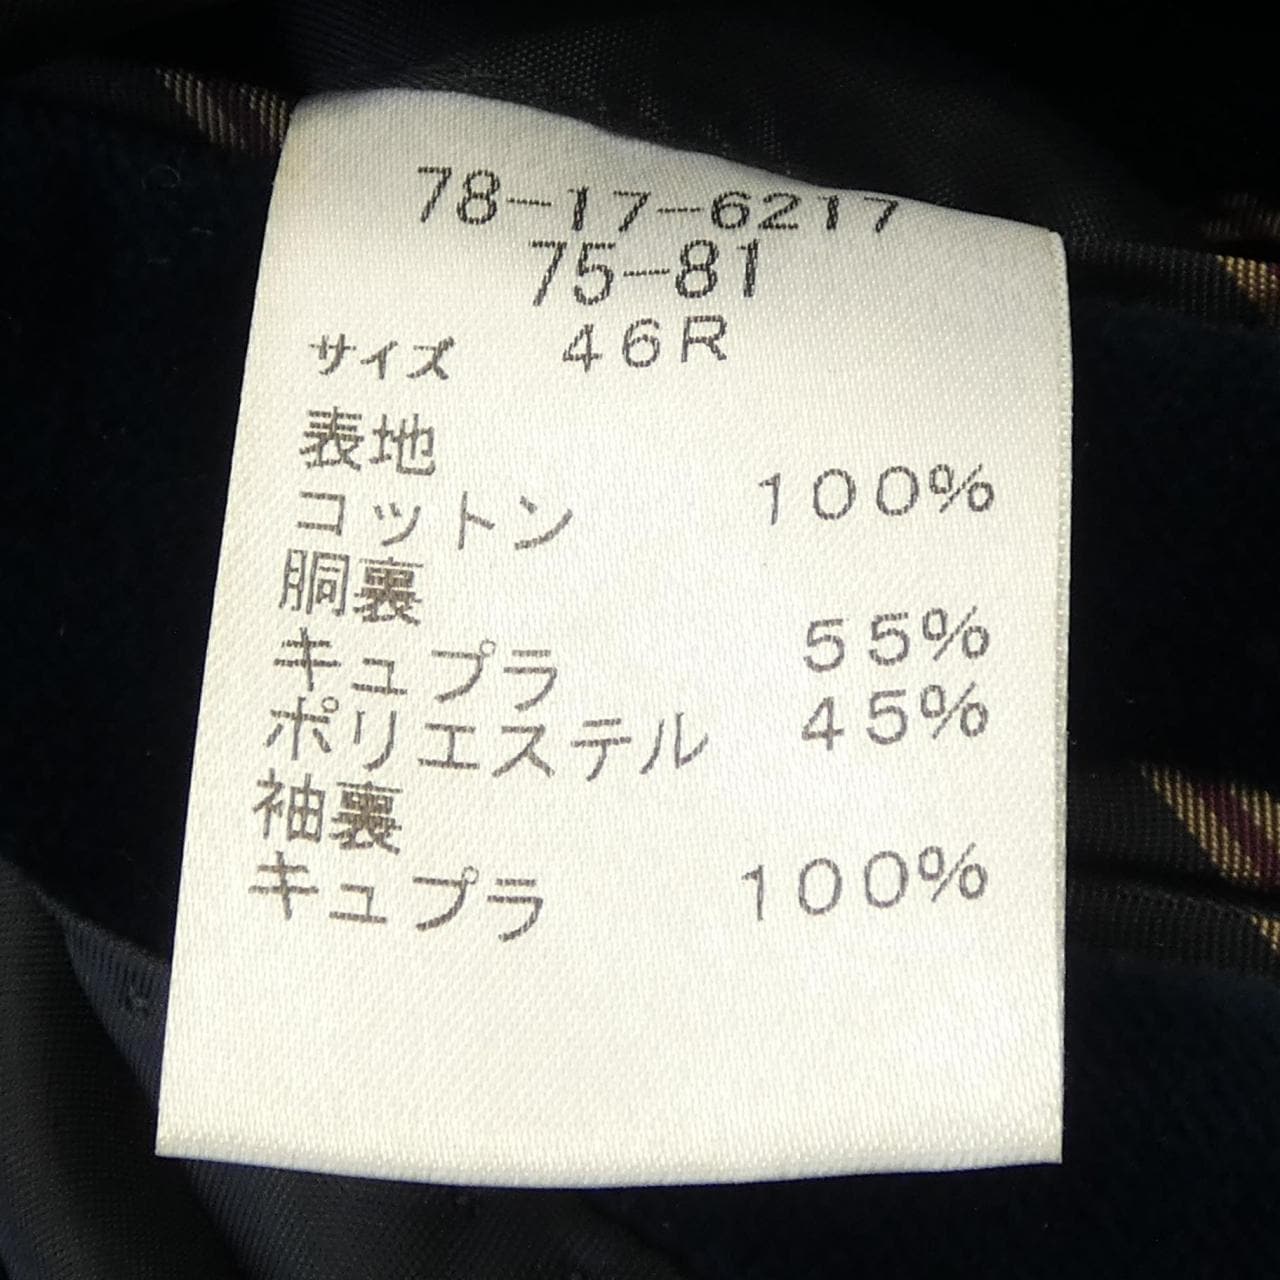 78-17-6217
75-81
サイズ 46R
表地
コットン 100%
胴裏
キュプラ 55%
ポリエステル 45%
袖裏
キュプラ 100%